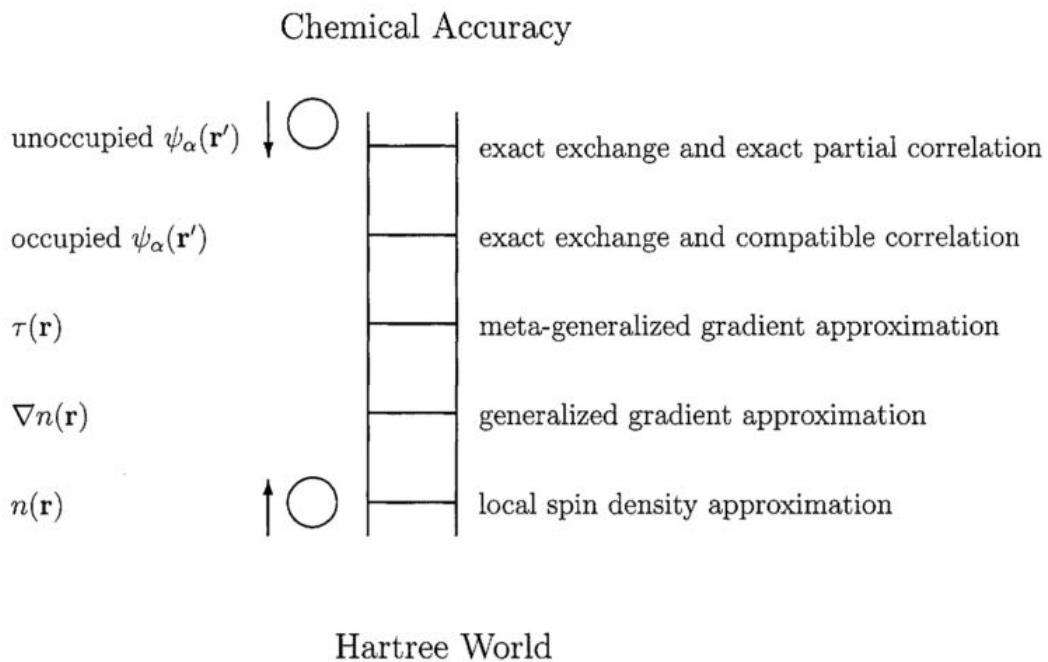 Chemical Accuracy
unoccupied ψα(r′)
exact exchange and exact partial correlation
occupied ψα(r′)
exact exchange and compatible correlation
τ(r)
meta-generalized gradient approximation
∇n(r)
generalized gradient approximation
n(r)
local spin density approximation
Hartree World